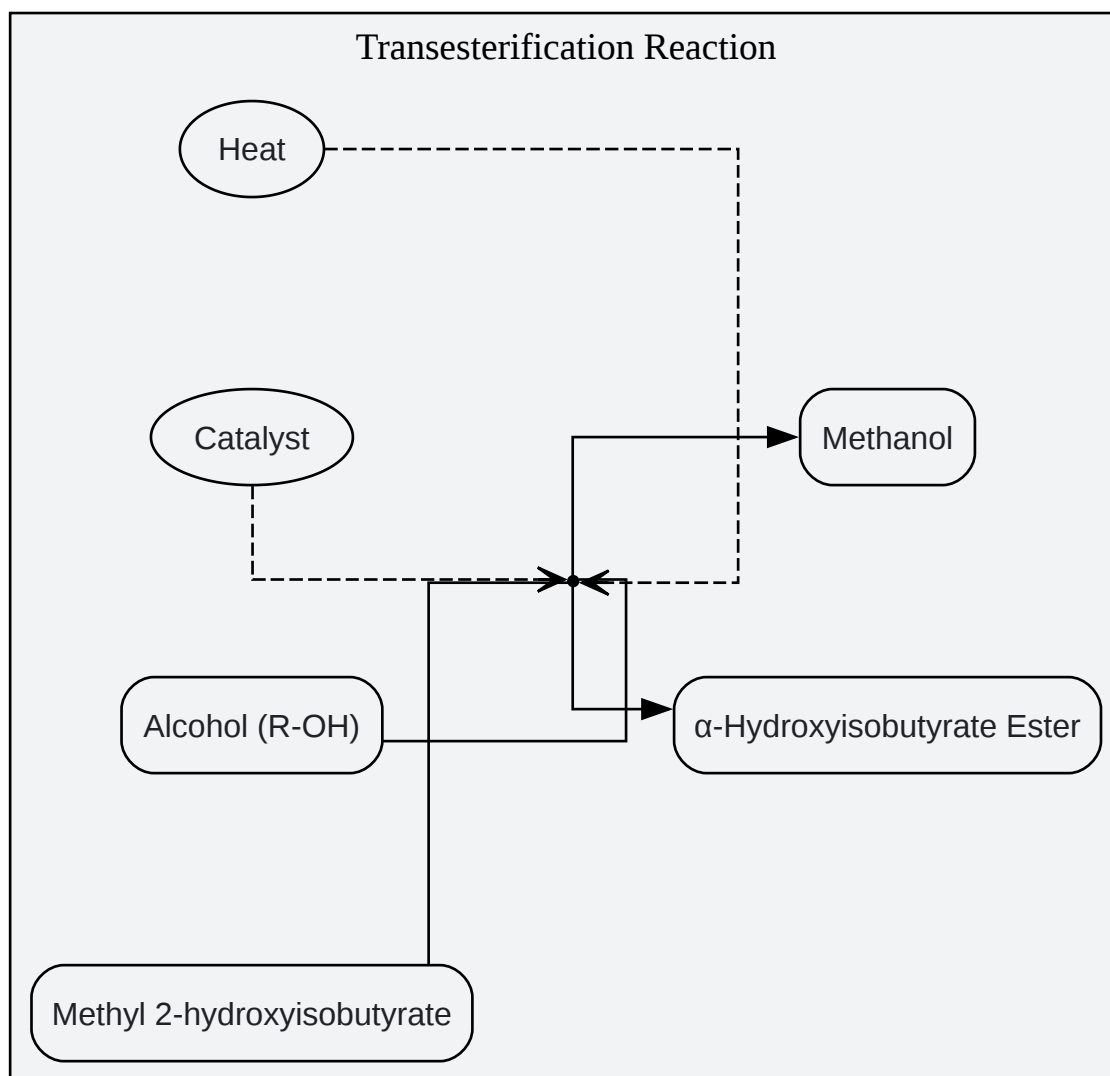 Transesterification Reaction
Heat
Catalyst
Methanol
Alcohol (R-OH)
α-Hydroxyisobutyrate Ester
Methyl 2-hydroxyisobutyrate